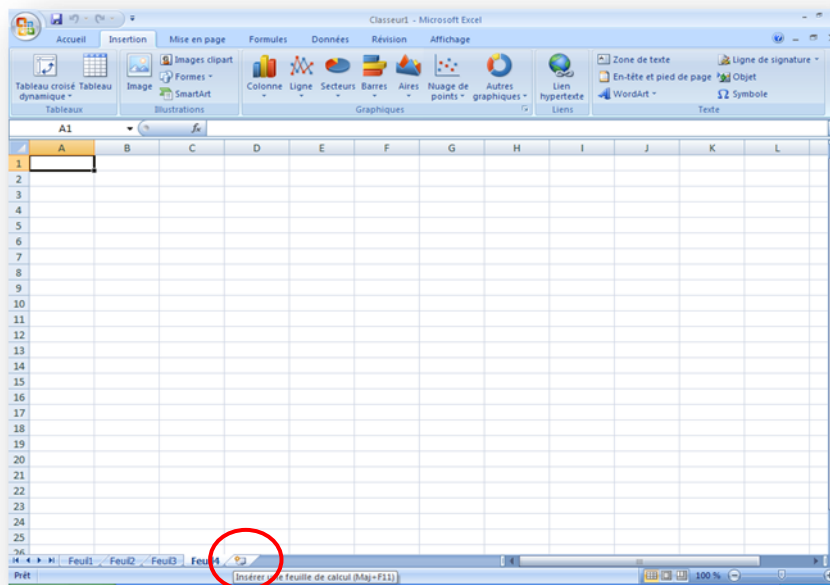 Classeur1 - Microsoft Excel
Accueil Insertion Mise en page Formules Données Révision Affichage
Tableau croisé dynamique Tableau Image Images clipart Formes SmartArt Colonne Ligne Secteurs Barres Aires Nuage de points Autres graphiques Lien hypertexte Zone de texte En-tête et pied de page WordArt Ligne de signature Objet Ω Symbole
Tableaux Illustrations Graphiques Liens Texte
A1 fx
A B C D E F G H I J K L
1
2
3
4
5
6
7
8
9
10
11
12
13
14
15
16
17
18
19
20
21
22
23
24
25
26
Feuil1 Feuil2 Feuil3
Insérer une feuille de calcul (Maj+F11)
Prêt 100 %